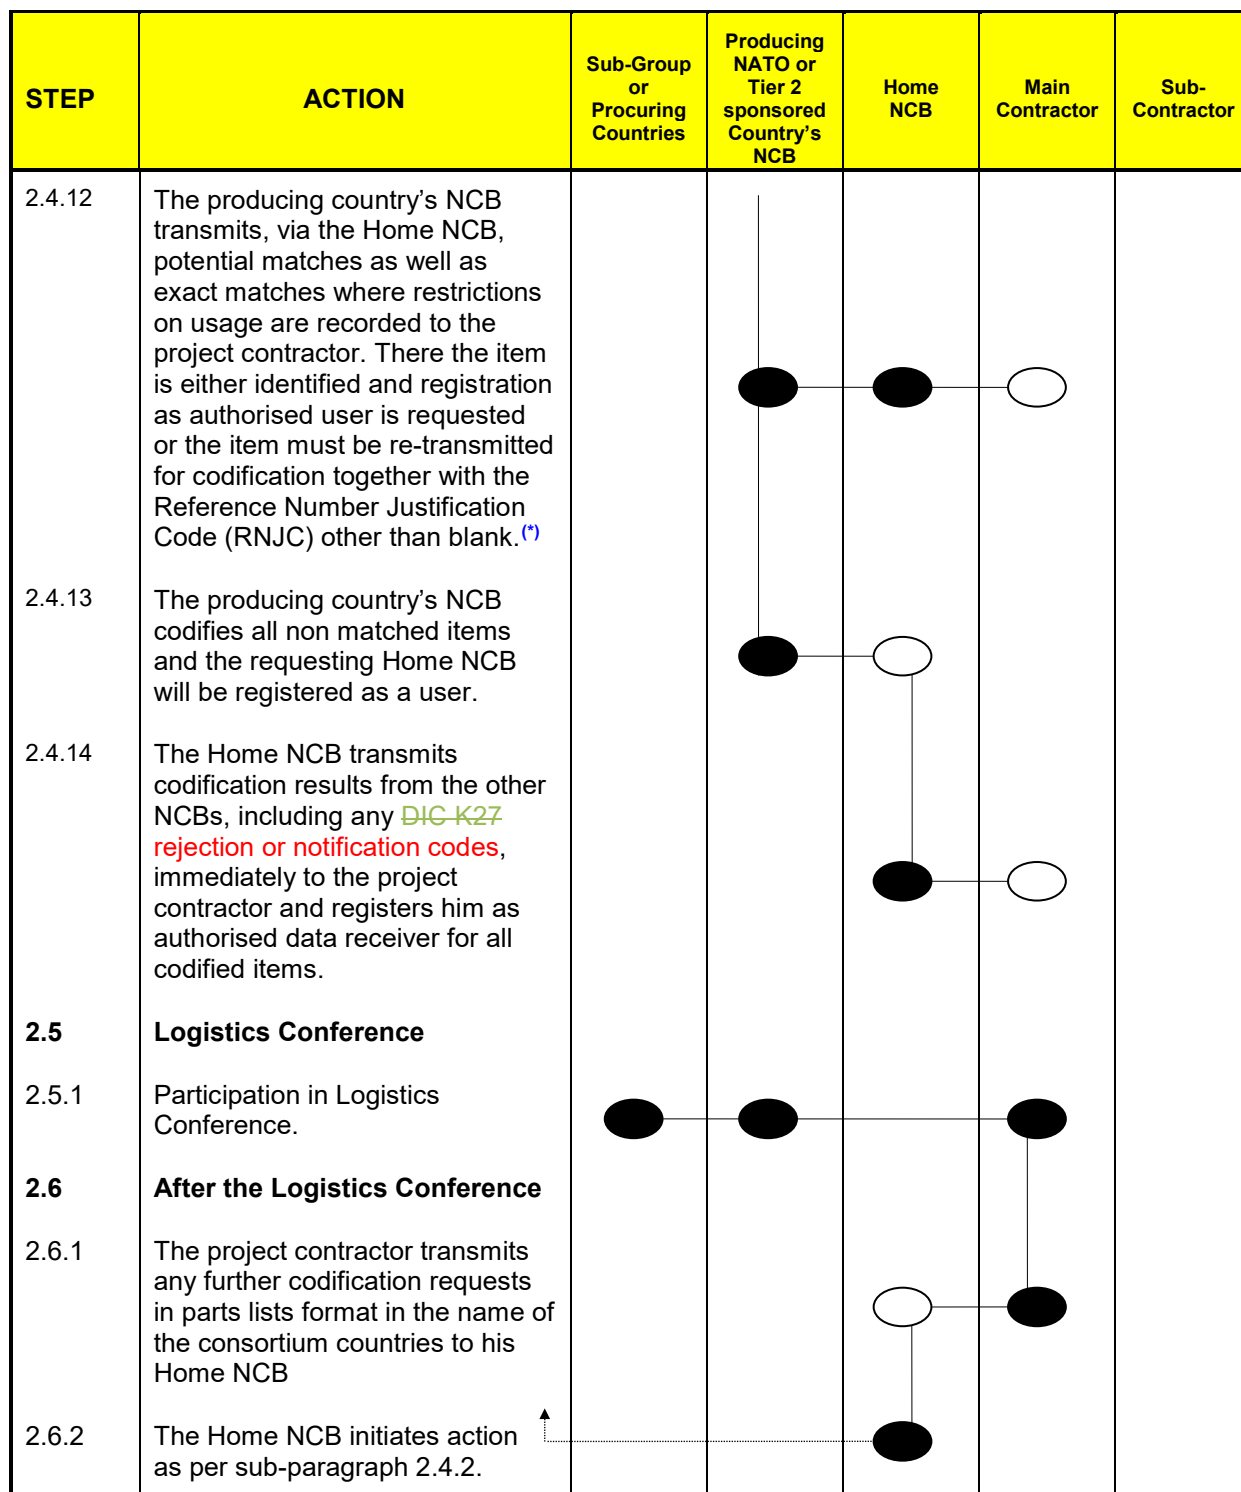 STEP
ACTION
Sub-Group
or
Procuring
Countries
Producing
NATO or
Tier 2
sponsored
Country’s
NCB
Home
NCB
Main
Contractor
Sub-
Contractor
2.4.12
The producing country’s NCB
transmits, via the Home NCB,
potential matches as well as
exact matches where restrictions
on usage are recorded to the
project contractor. There the item
is either identified and registration
as authorised user is requested
or the item must be re-transmitted
for codification together with the
Reference Number Justification
Code (RNJC) other than blank.(*)
2.4.13
The producing country’s NCB
codifies all non matched items
and the requesting Home NCB
will be registered as a user.
2.4.14
The Home NCB transmits
codification results from the other
NCBs, including any DIC K27
rejection or notification codes,
immediately to the project
contractor and registers him as
authorised data receiver for all
codified items.
2.5 Logistics Conference
2.5.1
Participation in Logistics
Conference.
2.6 After the Logistics Conference
2.6.1
The project contractor transmits
any further codification requests
in parts lists format in the name of
the consortium countries to his
Home NCB
2.6.2
The Home NCB initiates action
as per sub-paragraph 2.4.2.